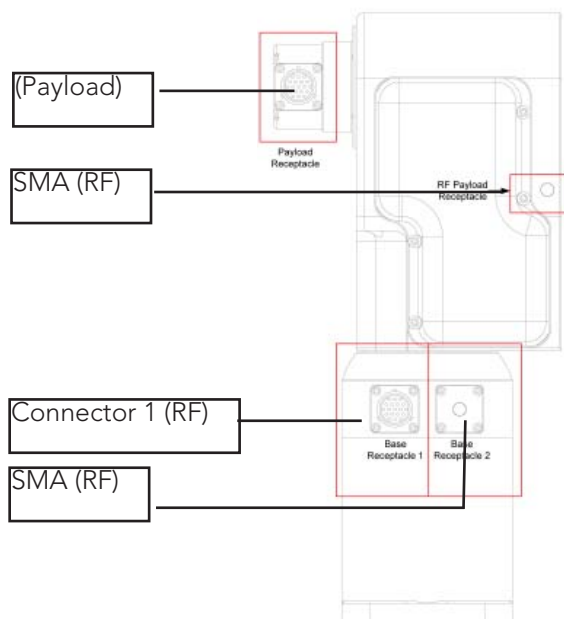 (Payload)
Payload
Receptacle
SMA (RF)
RF Payload
Receptacle
Connector 1 (RF)
Base
Receptacle 1
Base
Receptacle 2
SMA (RF)